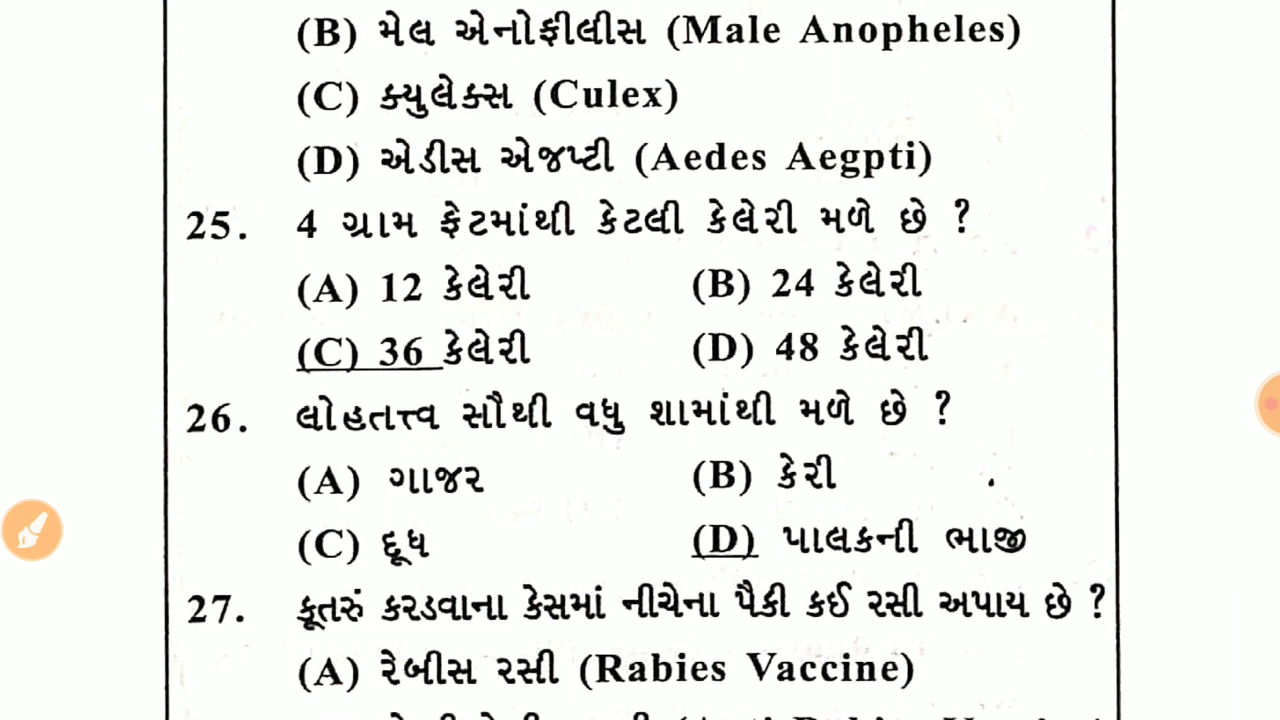 (B) મેલ એનોફીલીસ (Male Anopheles)
(C) ક્યુલેક્સ (Culex)
(D) એડીસ એજપ્ટી (Aedes Aegpti)
25. 4 ગ્રામ ફેટમાંથી કેટલી કેલેરી મળે છે ?
(A) 12 કેલેરી (B) 24 કેલેરી
(C) 36 કેલેરી (D) 48 કેલેરી
26. લોહતત્ત્વ સૌથી વધુ શામાંથી મળે છે ?
(A) ગાજર (B) કેરી
(C) દૂધ (D) પાલકની ભાજી
27. કૂતરું કરડવાના કેસમાં નીચેના પૈકી કઈ રસી અપાય છે ?
(A) રેબીસ રસી (Rabies Vaccine)